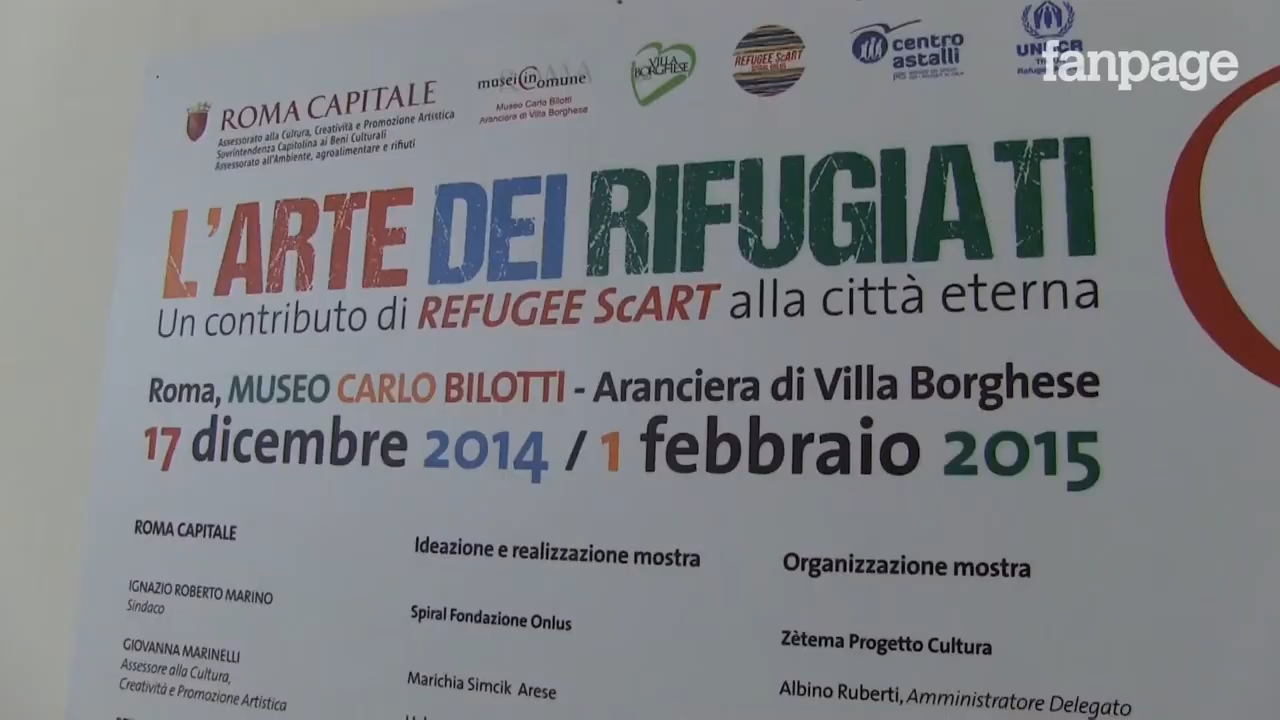 ROMA CAPITALE
Assessorato alla Cultura, Creatività e Promozione Artistica
Sovrintendenza Capitolina ai Beni Culturali
Assessorato all'Ambiente, agroalimentare e rifiuti
musei in comune
ROMA
Museo Carlo Bilotti
Aranciera di Villa Borghese
VILLA BORGHESE
REFUGEE ScART
centro astalli
UNHCR
fanpage
L'ARTE DEI RIFUGIATI
Un contributo di REFUGEE ScART alla città eterna
Roma, MUSEO CARLO BILOTTI - Aranciera di Villa Borghese
17 dicembre 2014 / 1 febbraio 2015
ROMA CAPITALE
IGNAZIO ROBERTO MARINO
Sindaco
GIOVANNA MARINELLI
Assessore alla Cultura,
Creatività e Promozione Artistica
Ideazione e realizzazione mostra
Spiral Fondazione Onlus
Marichia Simcik Arese
Organizzazione mostra
Zètema Progetto Cultura
Albino Ruberti, Amministratore Delegato